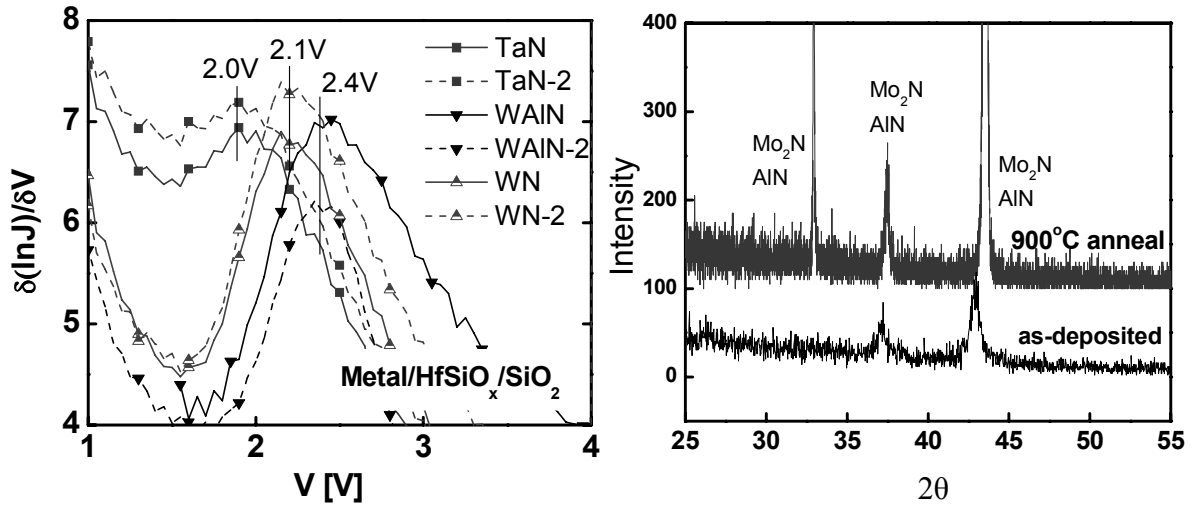 8
7
6
5
4
1
2
3
4
δ(lnJ)/δV
V [V]
2.0V
2.1V
2.4V
TaN
TaN-2
WAlN
WAlN-2
WN
WN-2
Metal/HfSiOₓ/SiO₂
400
300
200
100
0
25
30
35
40
45
50
55
Intensity
2θ
Mo₂N
AlN
Mo₂N
AlN
Mo₂N
AlN
900°C anneal
as-deposited